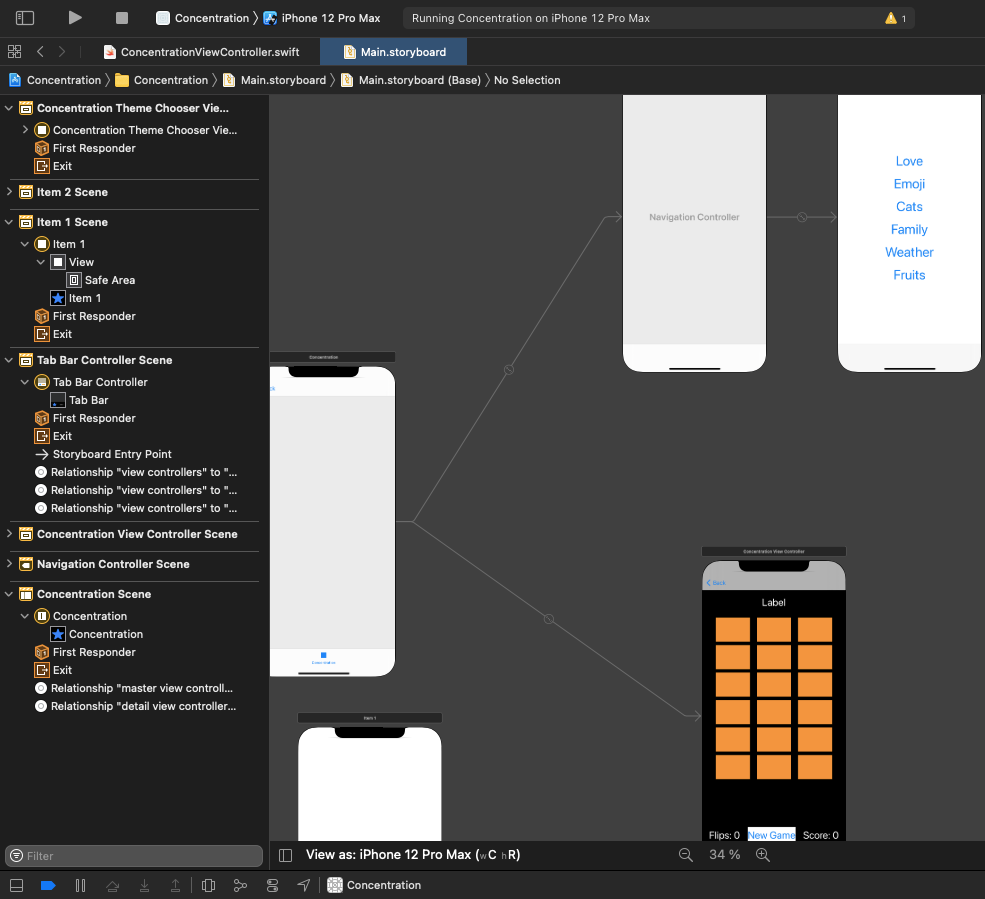 Concentration
iPhone 12 Pro Max
Running Concentration on iPhone 12 Pro Max
1
ConcentrationViewController.swift
Main.storyboard
Concentration
Concentration
Main.storyboard
Main.storyboard (Base)
No Selection
Concentration Theme Chooser Vie...
Concentration Theme Chooser Vie...
First Responder
Exit
Item 2 Scene
Item 1 Scene
Item 1
View
Safe Area
Item 1
First Responder
Exit
Tab Bar Controller Scene
Tab Bar Controller
Tab Bar
First Responder
Exit
Storyboard Entry Point
Relationship "view controllers" to "...
Relationship "view controllers" to "...
Relationship "view controllers" to "...
Concentration View Controller Scene
Navigation Controller Scene
Concentration Scene
Concentration
Concentration
First Responder
Exit
Relationship "master view controll...
Relationship "detail view controller...
Filter
Navigation Controller
Love
Emoji
Cats
Family
Weather
Fruits
Concentration
Concentration
Item 1
Concentration View Controller
Back
Label
Flips: 0
New Game
Score: 0
View as: iPhone 12 Pro Max (wC hR)
34 %
Concentration